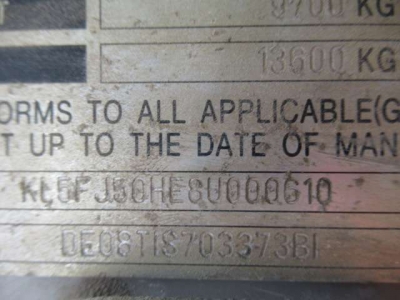 9700 KG
13600 KG
ORMS TO ALL APPLICABLE(G
T UP TO THE DATE OF MAN
KL5FJ50HE8U000610
DE08TIS703373BI